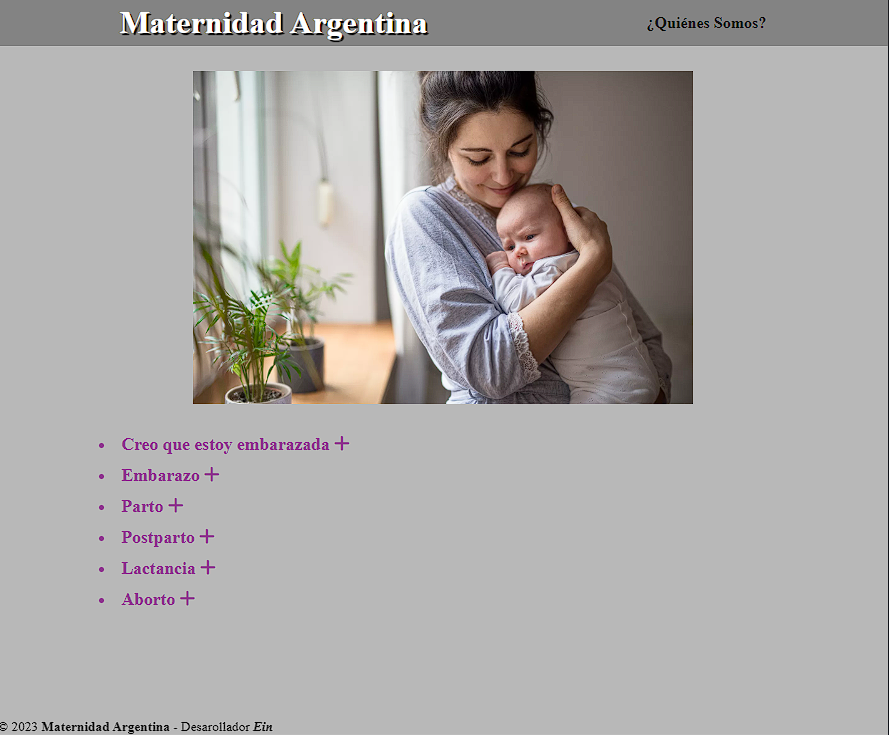 Maternidad Argentina
¿Quiénes Somos?
Creo que estoy embarazada +
Embarazo +
Parto +
Postparto +
Lactancia +
Aborto +
© 2023 Maternidad Argentina - Desarollador Ein